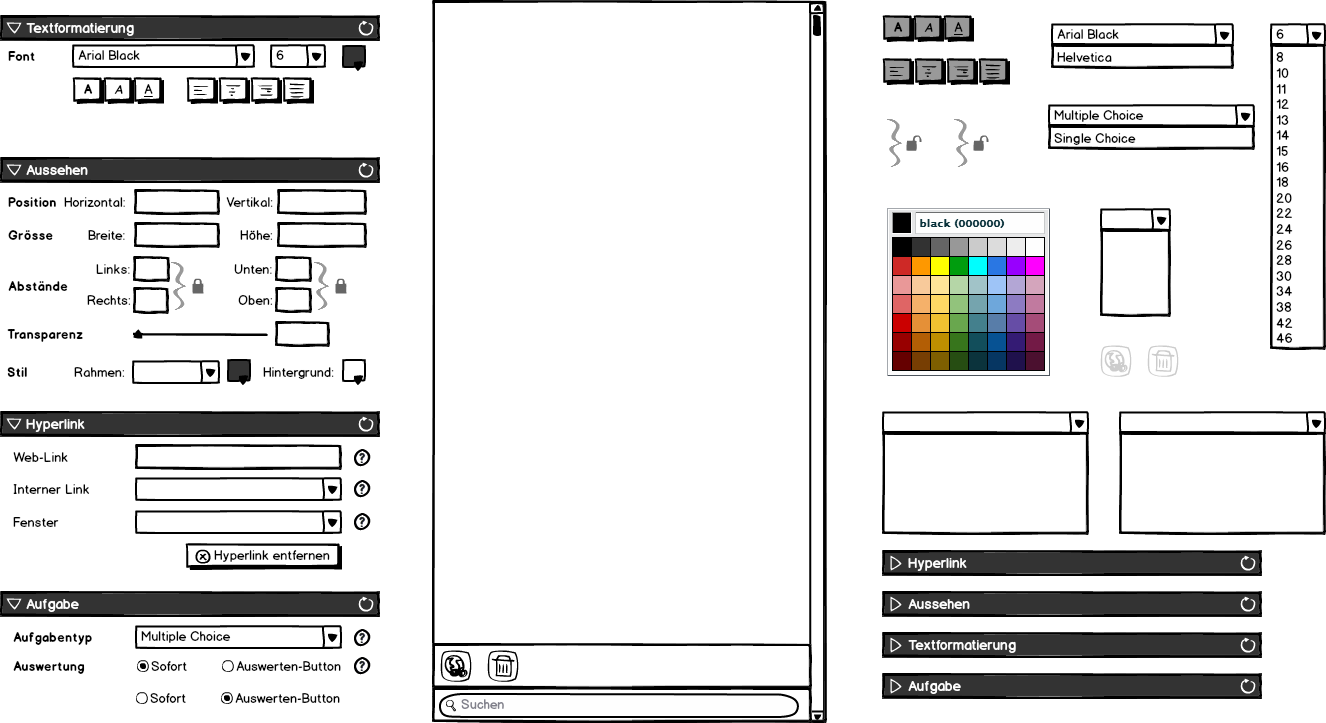 Textformatierung
Font Arial Black 6
A A A
Aussehen
Position Horizontal: Vertikal:
Grösse Breite: Höhe:
Links: Unten:
Abstände
Rechts: Oben:
Transparenz
Stil Rahmen: Hintergrund:
Hyperlink
Web-Link ?
Interner Link ?
Fenster ?
Hyperlink entfernen
Aufgabe
Aufgabentyp Multiple Choice ?
Auswertung Sofort Auswerten-Button ?
Sofort Auswerten-Button
Suchen
A A A
Arial Black
Helvetica
Multiple Choice
Single Choice
6
8
10
11
12
13
14
15
16
18
20
22
24
26
28
30
34
38
42
46
black (000000)
Hyperlink
Aussehen
Textformatierung
Aufgabe